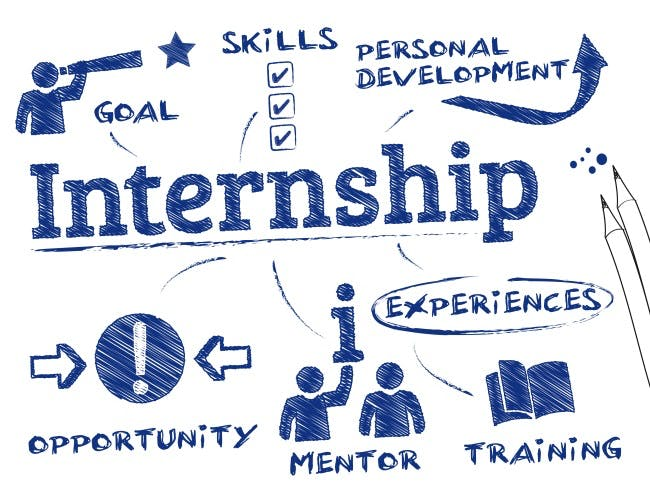 SKiLLS
PERSONAL
DEVELOPMENT
GOAL
Internship
EXPERiENCES
i
!
OPPORTUNiTY
MENTOR
TRAiNiNG